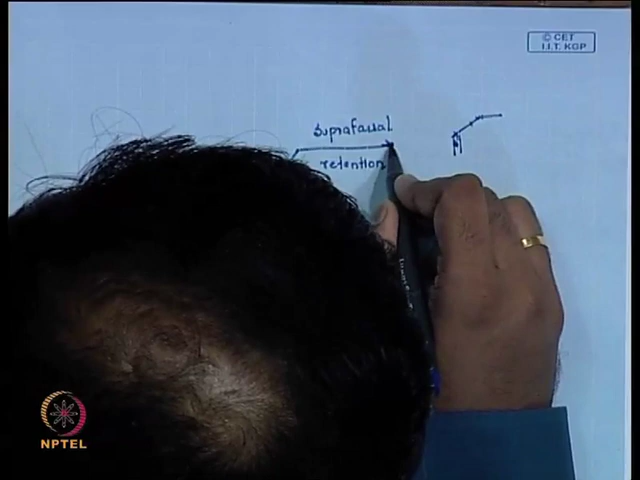 © CET
I.I.T. KGP
suprafacial
retention
NPTEL